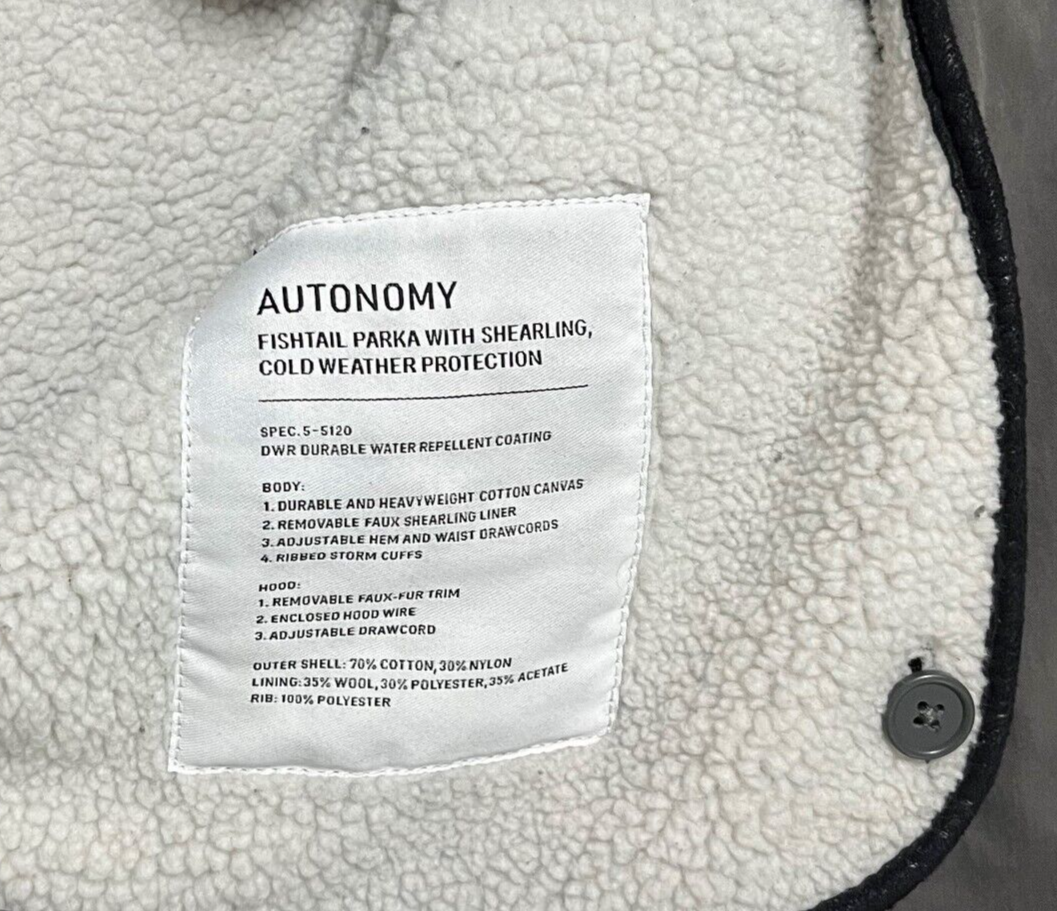 AUTONOMY
FISHTAIL PARKA WITH SHEARLING,
COLD WEATHER PROTECTION
SPEC. 5-5120
DWR DURABLE WATER REPELLENT COATING
BODY:
1. DURABLE AND HEAVYWEIGHT COTTON CANVAS
2. REMOVABLE FAUX SHEARLING LINER
3. ADJUSTABLE HEM AND WAIST DRAWCORDS
4. RIBBED STORM CUFFS
HOOD:
1. REMOVABLE FAUX-FUR TRIM
2. ENCLOSED HOOD WIRE
3. ADJUSTABLE DRAWCORD
OUTER SHELL: 70% COTTON, 30% NYLON
LINING: 35% WOOL, 30% POLYESTER, 35% ACETATE
RIB: 100% POLYESTER